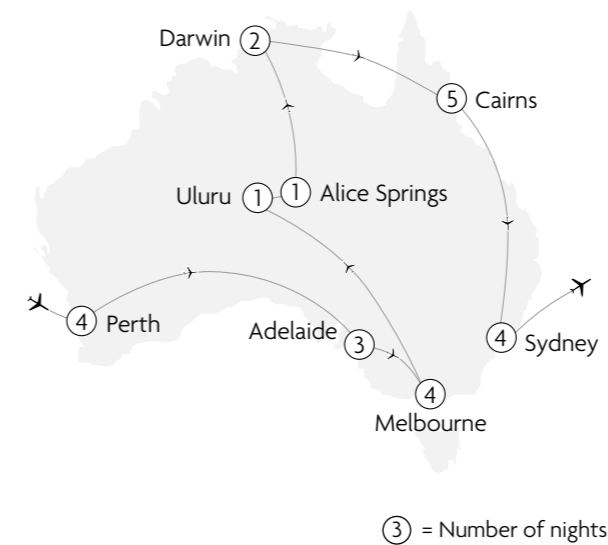 Darwin 2
5 Cairns
Uluru 1 1 Alice Springs
4 Perth
Adelaide 3
4 Sydney
4
Melbourne
3 = Number of nights